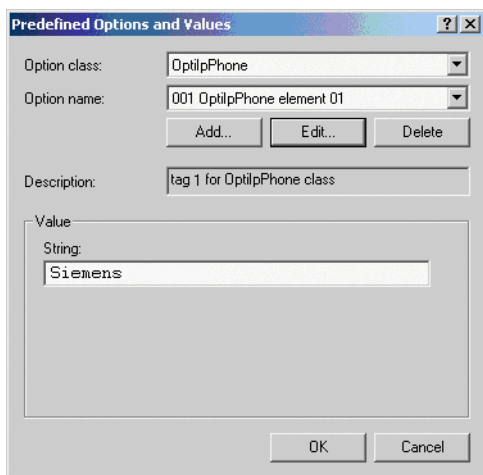 Predefined Options and Values
Option class: OptiIpPhone
Option name: 001 OptiIpPhone element 01
Add... Edit... Delete
Description: tag 1 for OptiIpPhone class
Value
String:
Siemens
OK Cancel